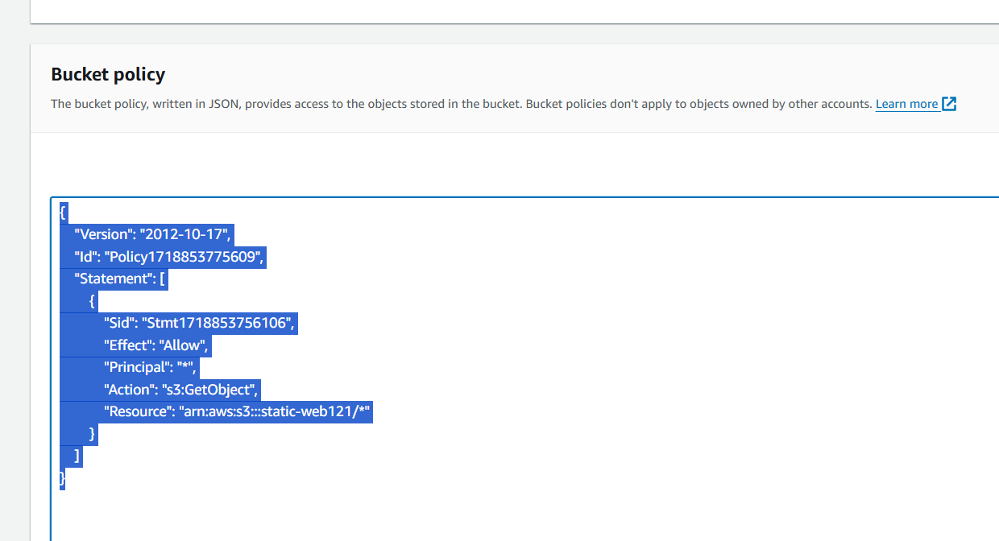 Bucket policy
The bucket policy, written in JSON, provides access to the objects stored in the bucket. Bucket policies don't apply to objects owned by other accounts. Learn more
{
"Version": "2012-10-17",
"Id": "Policy1718853775609",
"Statement": [
{
"Sid": "Stmt1718853756106",
"Effect": "Allow",
"Principal": "*",
"Action": "s3:GetObject",
"Resource": "arn:aws:s3:::static-web121/*"
}
]
}